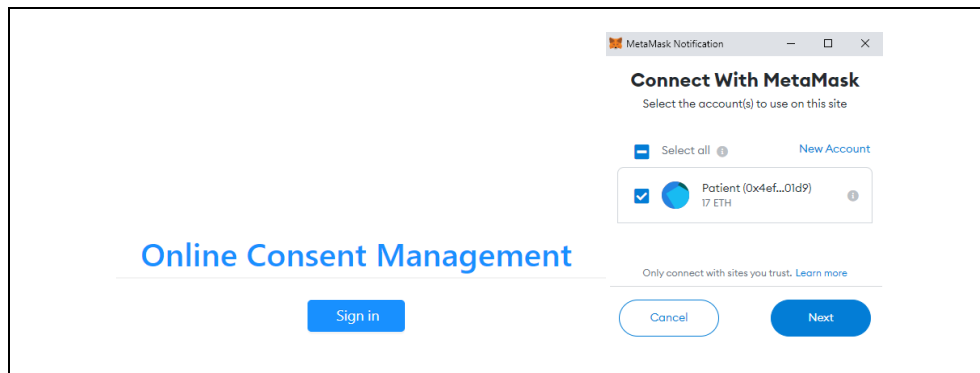 MetaMask Notification
Connect With MetaMask
Select the account(s) to use on this site
Select all
New Account
Patient (0x4ef...01d9)
17 ETH
Only connect with sites you trust. Learn more
Cancel
Next
Online Consent Management
Sign in